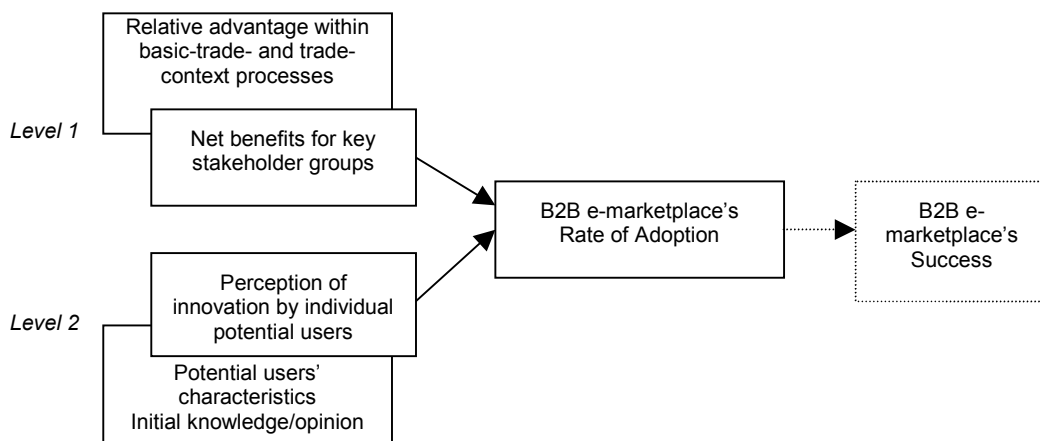 Relative advantage within
basic-trade- and trade-
context processes
Level 1
Net benefits for key
stakeholder groups
B2B e-marketplace's
Rate of Adoption
B2B e-
marketplace's
Success
Perception of
innovation by individual
potential users
Level 2
Potential users'
characteristics
Initial knowledge/opinion